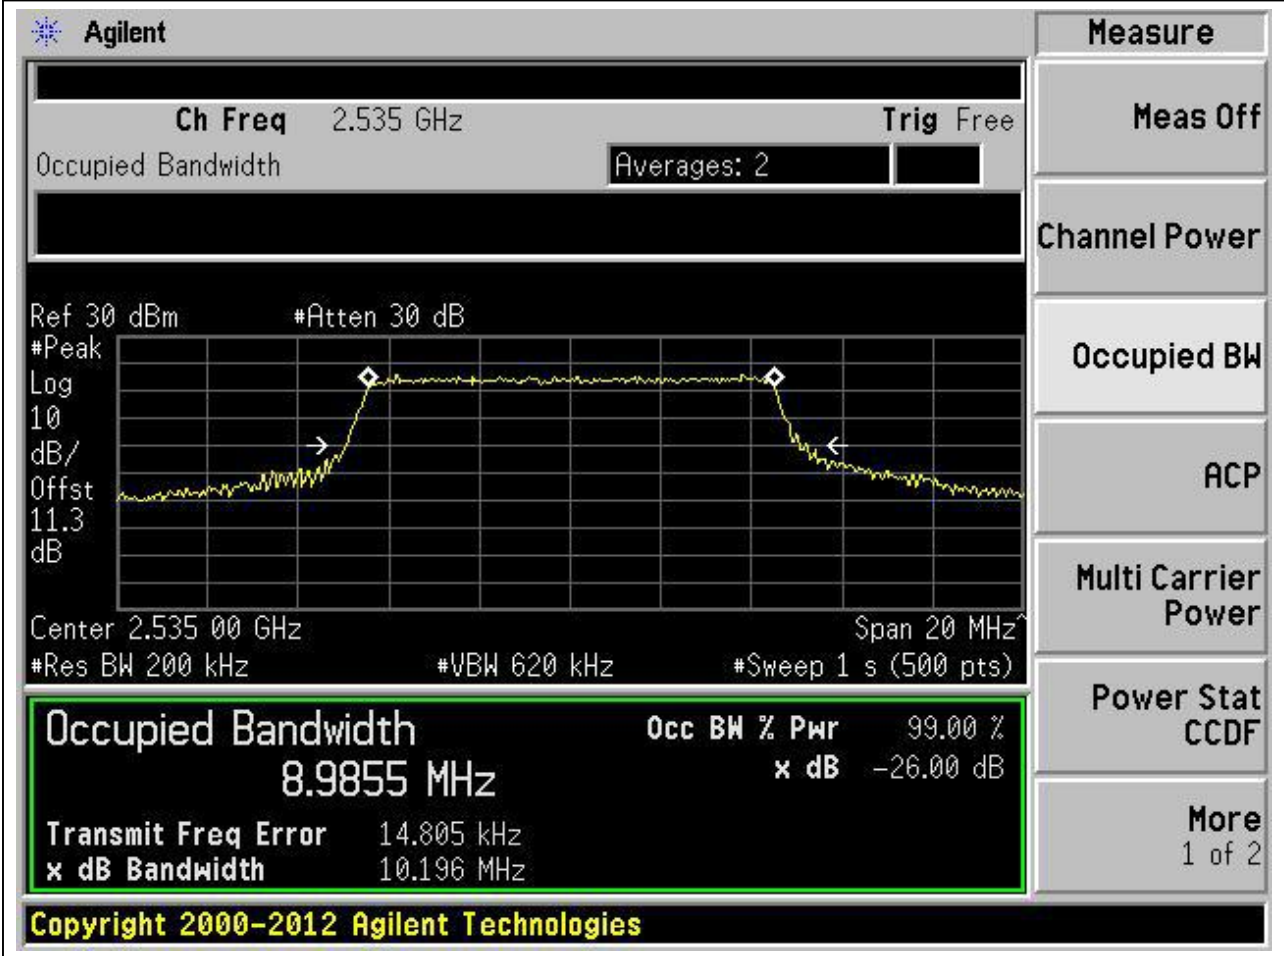 Agilent
Measure
Ch Freq 2.535 GHz Trig Free
Occupied Bandwidth Averages: 2
Meas Off
Channel Power
Occupied BW
ACP
Multi Carrier
Power
Power Stat
CCDF
More
1 of 2
Ref 30 dBm #Atten 30 dB
#Peak
Log
10
dB/
Offst
11.3
dB
Center 2.535 00 GHz Span 20 MHz^
#Res BW 200 kHz #VBW 620 kHz #Sweep 1 s (500 pts)
Occupied Bandwidth Occ BW % Pwr 99.00 %
8.9855 MHz x dB -26.00 dB
Transmit Freq Error 14.805 kHz
x dB Bandwidth 10.196 MHz
Copyright 2000-2012 Agilent Technologies